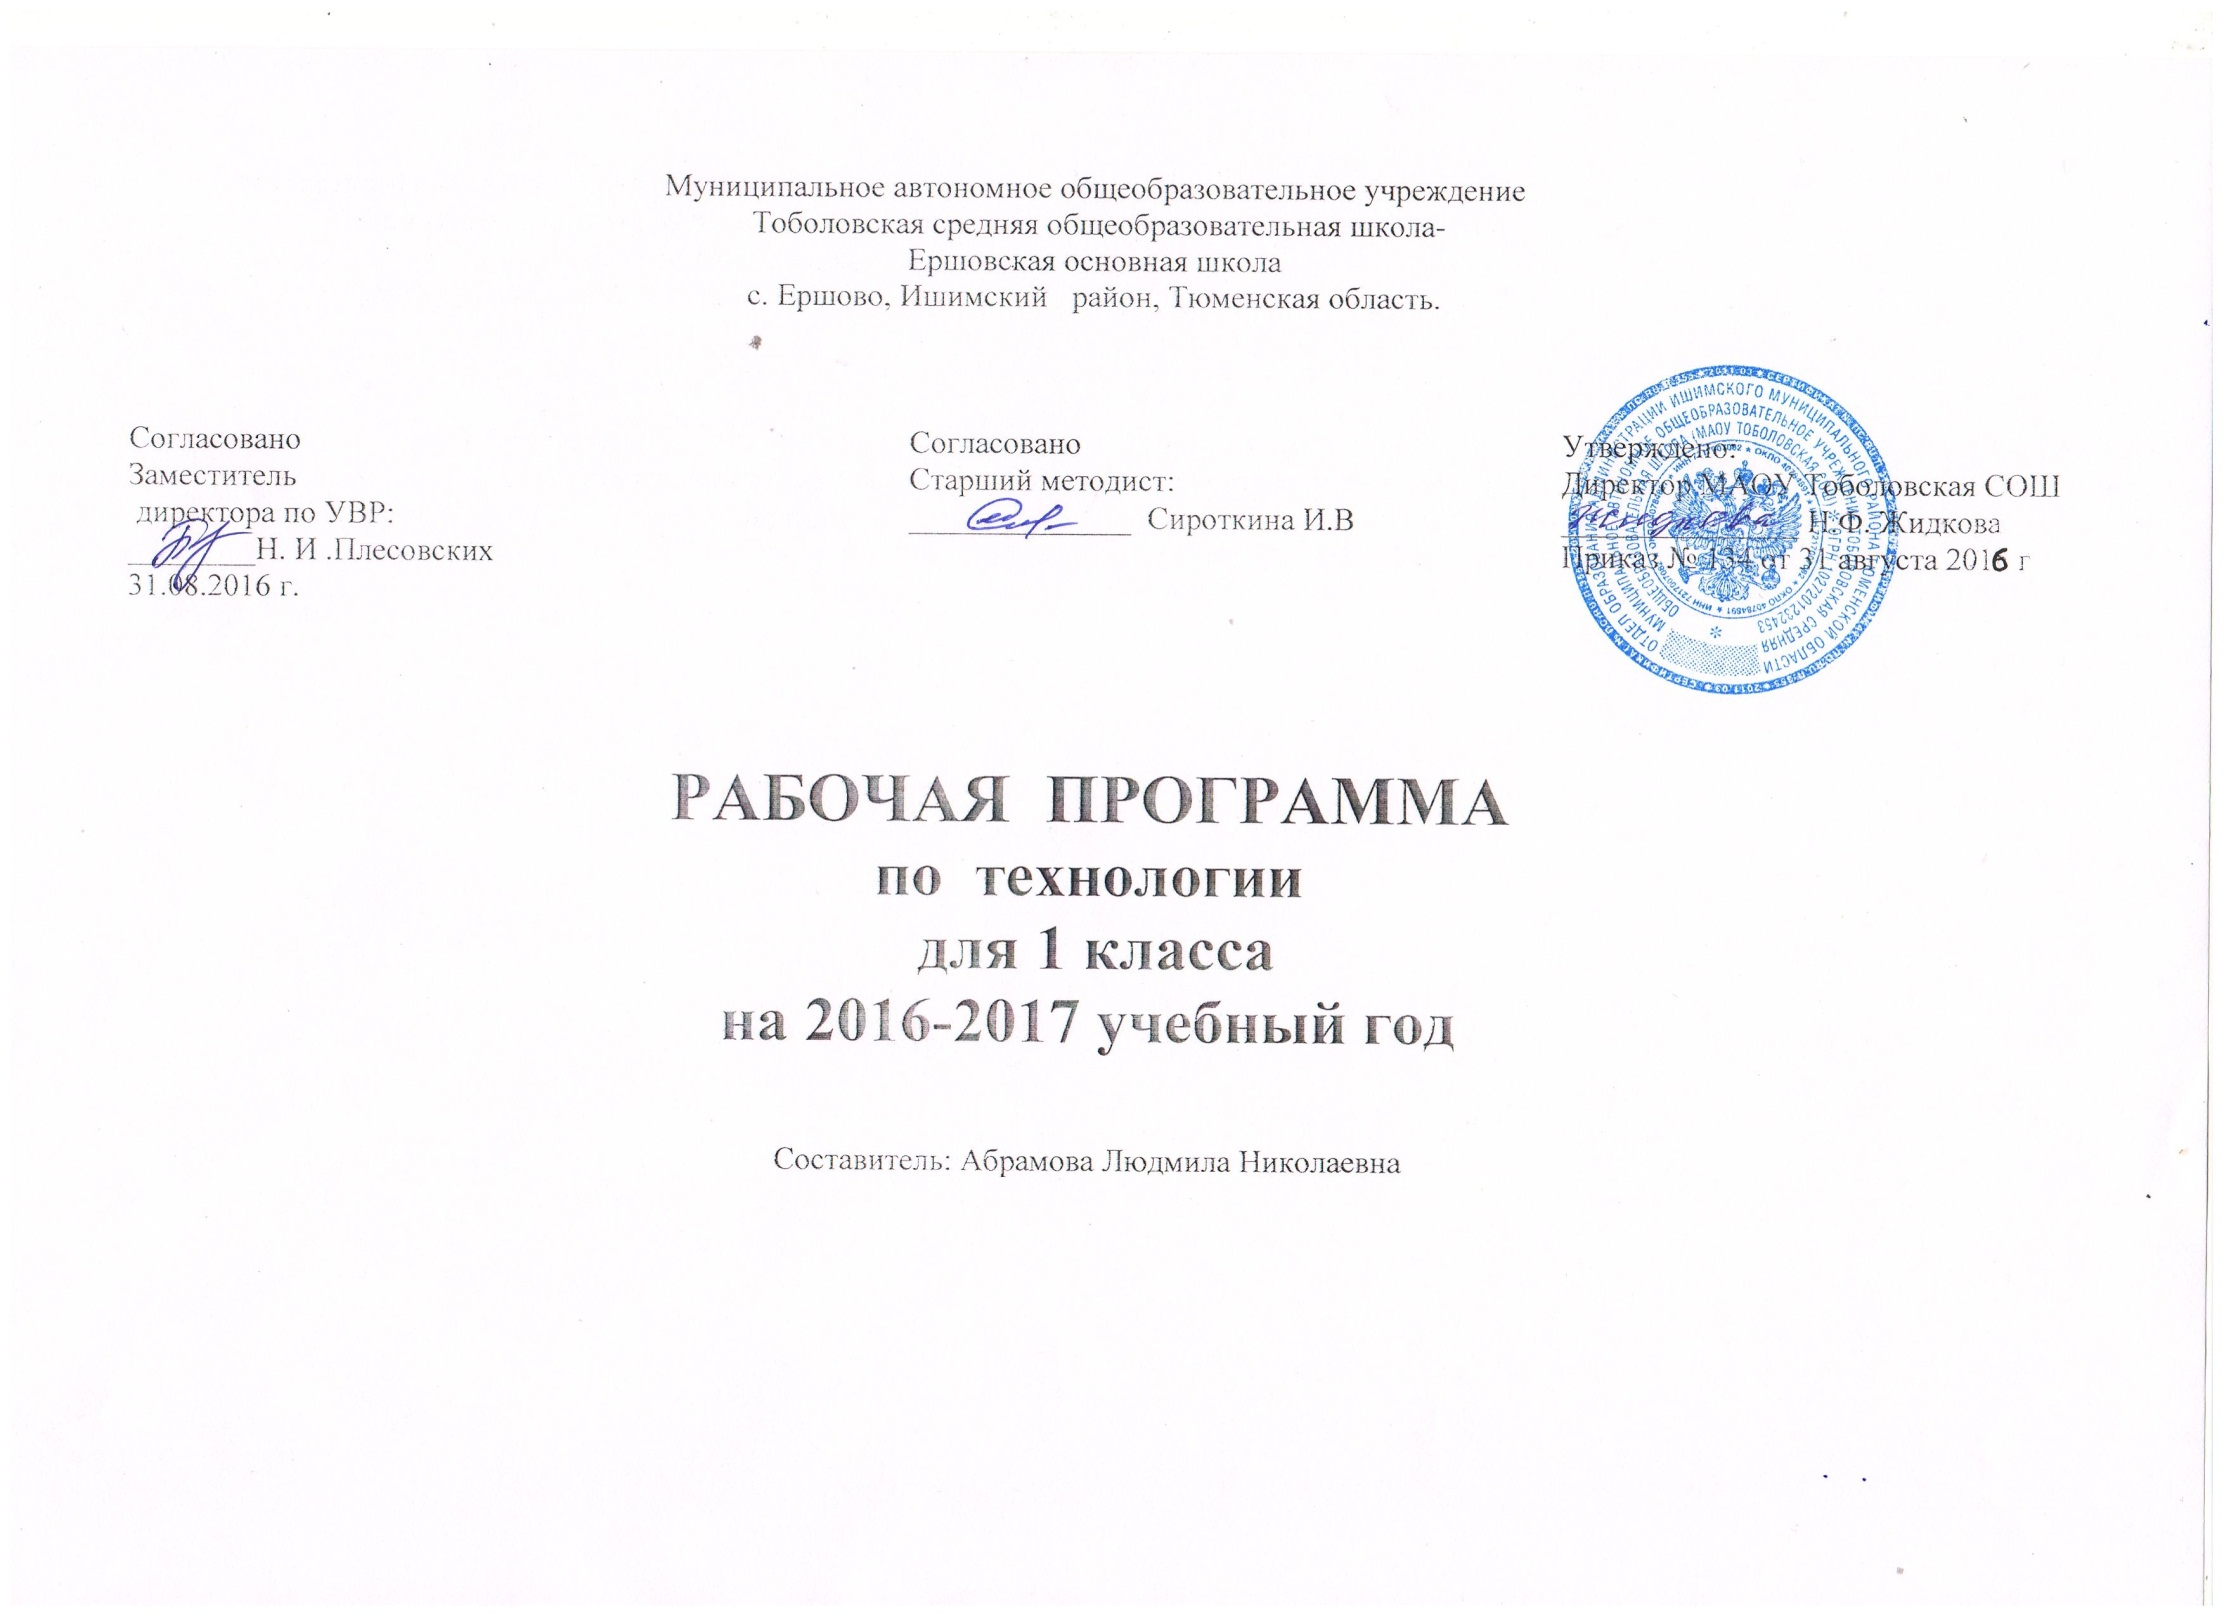 Муниципальное автономное общеобразовательное учреждение
Тоболовская средняя общеобразовательная школа-
Ершовская основная школа
с. Ершово, Ишимский район, Тюменская область.
Согласовано
Заместитель
директора по УВР:
Н. И .Плесовских
31.08.2016 г.
Согласовано
Старший методист:
Сироткина И.В
Утверждено:
Директор МАОУ Тоболовская СОШ
Н.Ф. Жидкова
Приказ № 134 от 31 августа 2016 г
РАБОЧАЯ ПРОГРАММА
по технологии
для 1 класса
на 2016-2017 учебный год
Составитель: Абрамова Людмила Николаевна